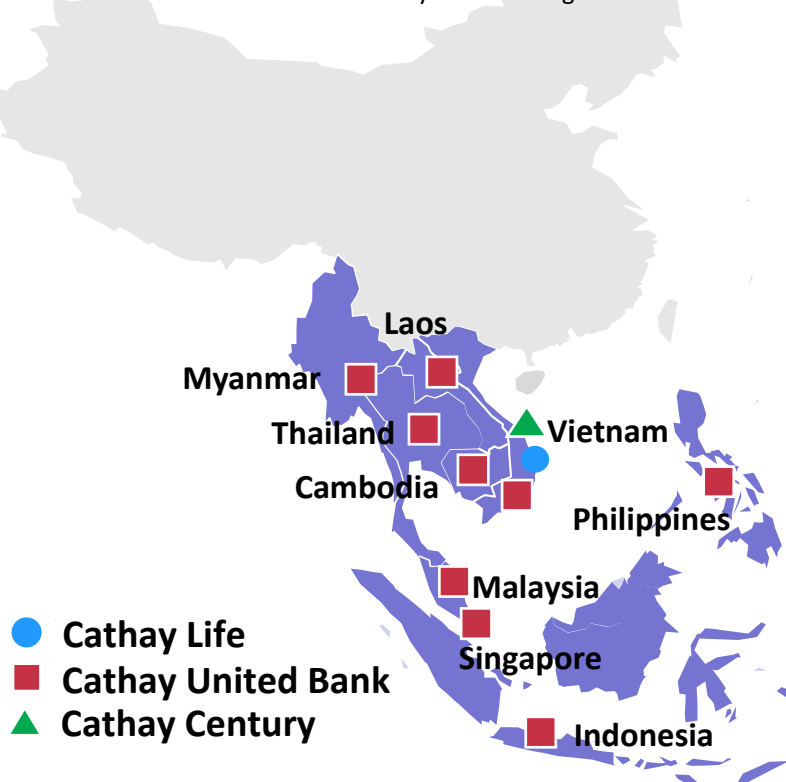 Laos
Myanmar
Thailand
Vietnam
Cambodia
Philippines
Malaysia
Singapore
Indonesia
Cathay Life
Cathay United Bank
Cathay Century